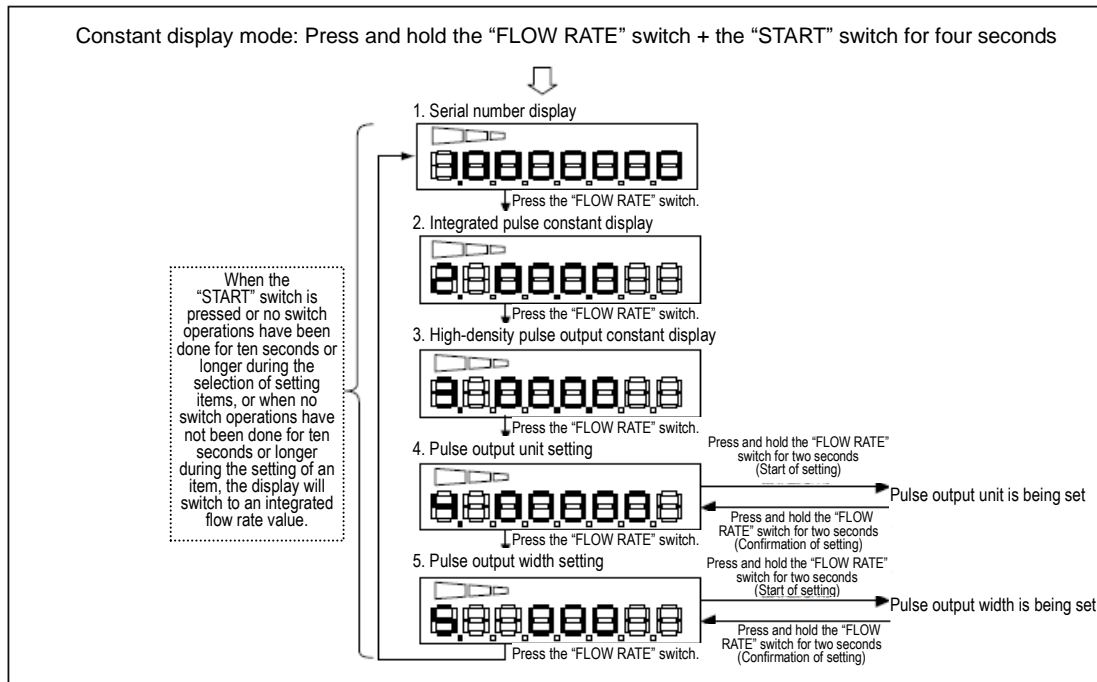 Constant display mode: Press and hold the “FLOW RATE” switch + the “START” switch for four seconds
1. Serial number display
Press the “FLOW RATE” switch.
2. Integrated pulse constant display
Press the “FLOW RATE” switch.
3. High-density pulse output constant display
Press the “FLOW RATE” switch.
4. Pulse output unit setting
Press the “FLOW RATE” switch.
5. Pulse output width setting
Press the “FLOW RATE” switch.
When the
“START” switch is
pressed or no switch
operations have been
done for ten seconds or
longer during the
selection of setting
items, or when no
switch operations have
not been done for ten
seconds or longer
during the setting of an
item, the display will
switch to an integrated
flow rate value.
Press and hold the “FLOW RATE”
switch for two seconds
(Start of setting)
Pulse output unit is being set
Press and hold the “FLOW
RATE” switch for two seconds
(Confirmation of setting)
Press and hold the “FLOW RATE”
switch for two seconds
(Start of setting)
Pulse output width is being set
Press and hold the “FLOW
RATE” switch for two seconds
(Confirmation of setting)